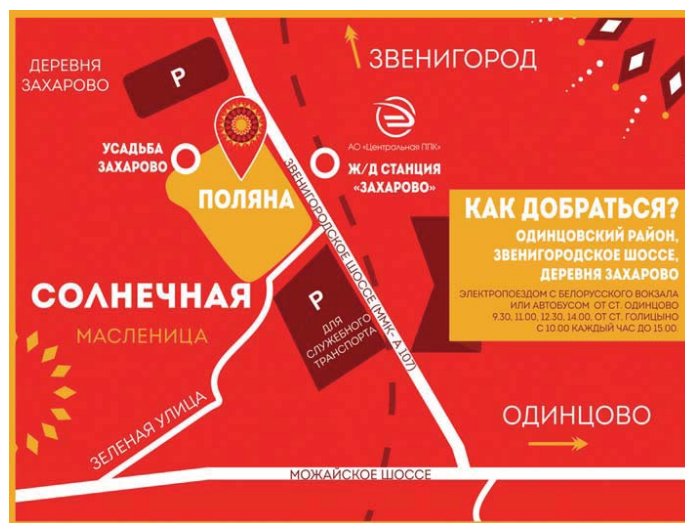 ЗВЕНИГОРОД
ДЕРЕВНЯ
ЗАХАРОВО
P
АО «Центральная ППК»
УСАДЬБА
ЗАХАРОВО
Ж/Д СТАНЦИЯ
«ЗАХАРОВО»
ПОЛЯНА
ЗВЕНИГОРОДСКОЕ ШОССЕ (ММК- А 107)
КАК ДОБРАТЬСЯ?
ОДИНЦОВСКИЙ РАЙОН,
ЗВЕНИГОРОДСКОЕ ШОССЕ,
ДЕРЕВНЯ ЗАХАРОВО
ЭЛЕКТРОПОЕЗДОМ С БЕЛОРУССКОГО ВОКЗАЛА
ИЛИ АВТОБУСОМ ОТ СТ. ОДИНЦОВО
9.30, 11.00, 12.30, 14.00, ОТ СТ. ГОЛИЦЫНО
С 10.00 КАЖДЫЙ ЧАС ДО 15.00.
СОЛНЕЧНАЯ
МАСЛЕНИЦА
P
ДЛЯ
СЛУЖЕБНОГО
ТРАНСПОРТА
ЗЕЛЕНАЯ УЛИЦА
ОДИНЦОВО
МОЖАЙСКОЕ ШОССЕ